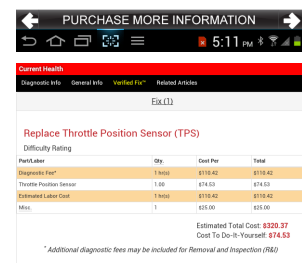 PURCHASE MORE INFORMATION
5:11 PM
Current Health
Diagnostic Info General Info Verified Fix™ Related Articles
Fix (1)
Replace Throttle Position Sensor (TPS)
Difficulty Rating
Part/Labor Qty. Cost Per Total
Diagnostic Fee* 1 hr(s) $110.42 $110.42
Throttle Position Sensor 1.00 $74.53 $74.53
Estimated Labor Cost 1 hr(s) $110.42 $110.42
Misc. 1 $25.00 $25.00
Estimated Total Cost: $320.37
Cost To Do-It-Yourself: $74.53
* Additional diagnostic fees may be included for Removal and Inspection (R&I)